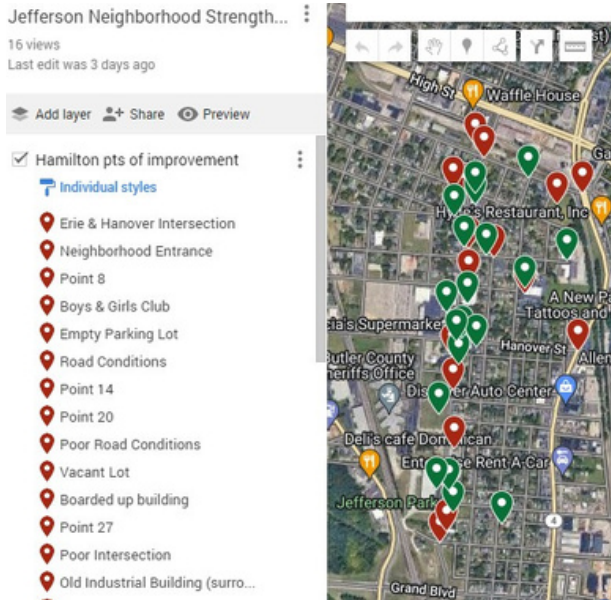 Jefferson Neighborhood Strength...
16 views
Last edit was 3 days ago
Add layer
Share
Preview
Hamilton pts of improvement
Individual styles
Erie & Hanover Intersection
Neighborhood Entrance
Point 8
Boys & Girls Club
Empty Parking Lot
Road Conditions
Point 14
Point 20
Poor Road Conditions
Vacant Lot
Boarded up building
Point 27
Poor Intersection
Old Industrial Building (surro...
High St
Waffle House
Ga
Restaurant, Inc
A New P
Tattoos and
cia's Supermarke
Hanover St
Allen
Butler County
heriffs Office
Auto Center
Deli's cafe Dominican
Rent-A-Car
Jefferson Park
4
Grand Blvd